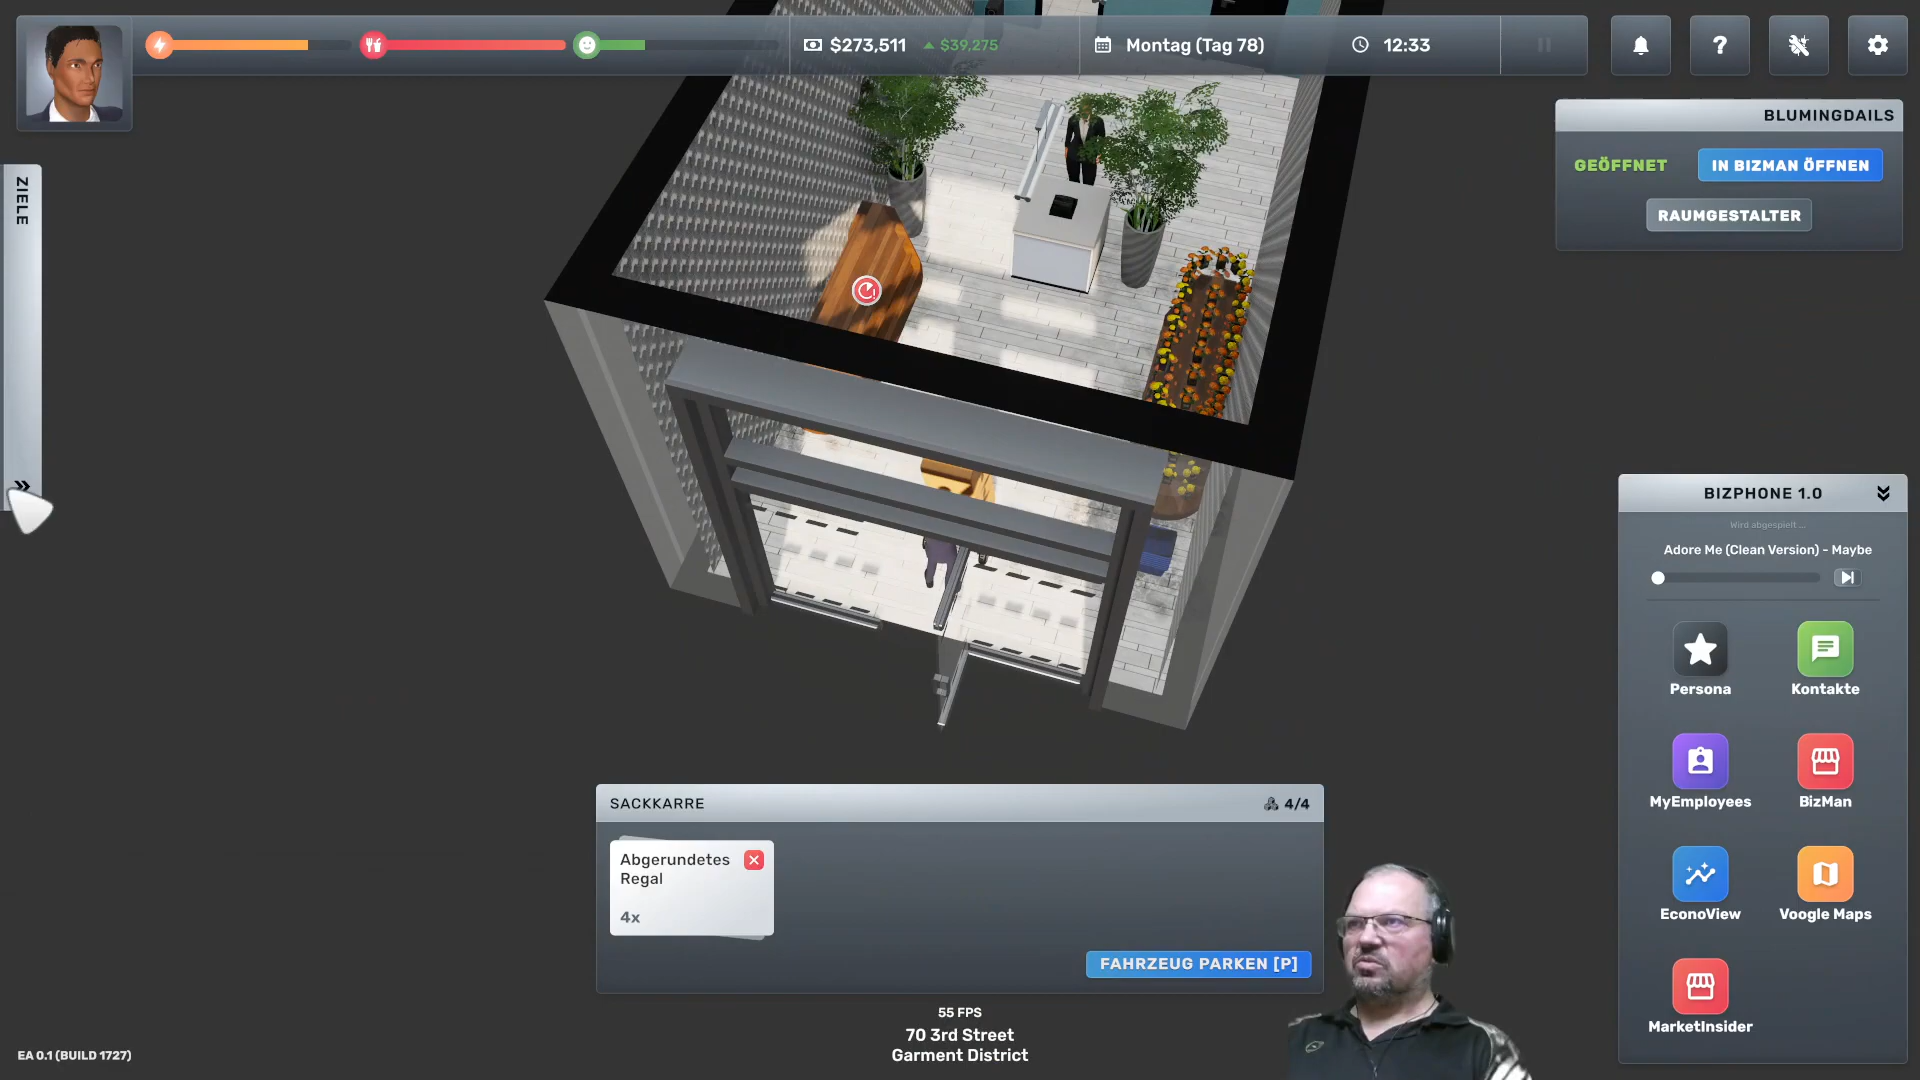 $273,511
$39,275
Montag (Tag 78)
12:33
?
BLUMINGDAILS
GEÖFFNET
IN BIZMAN ÖFFNEN
RAUMGESTALTER
ZIELE
BIZPHONE 1.0
Wird abgespielt ...
Adore Me (Clean Version) - Maybe
Persona
Kontakte
MyEmployees
BizMan
EconoView
Voogle Maps
MarketInsider
SACKKARRE
4/4
Abgerundetes
Regal
4x
FAHRZEUG PARKEN [P]
55 FPS
70 3rd Street
Garment District
EA 0.1 (BUILD 1727)